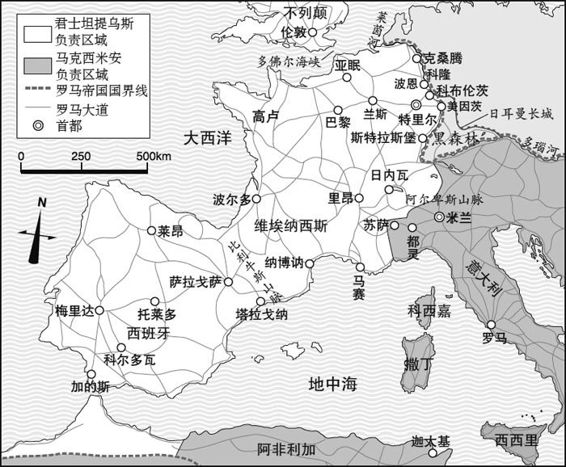 君士坦提乌斯
负责区域
马克西米安
负责区域
罗马帝国国界线
罗马大道
首都
0 250 500km
N
不列颠
伦敦
莱茵河
多佛尔海峡
亚眠
克桑腾
科隆
波恩
科布伦茨
美因茨
特里尔
日耳曼长城
兰斯
巴黎
高卢
斯特拉斯堡
黑森林
多瑙河
大西洋
日内瓦
阿尔卑斯山脉
波尔多
里昂
米兰
维埃纳西斯
苏萨
都灵
莱昂
比利牛斯山脉
纳博讷
马赛
意大利
萨拉戈萨
科西嘉
梅里达
托莱多
塔拉戈纳
罗马
西班牙
科尔多瓦
撒丁
加的斯
地中海
西西里
阿非利加
迦太基